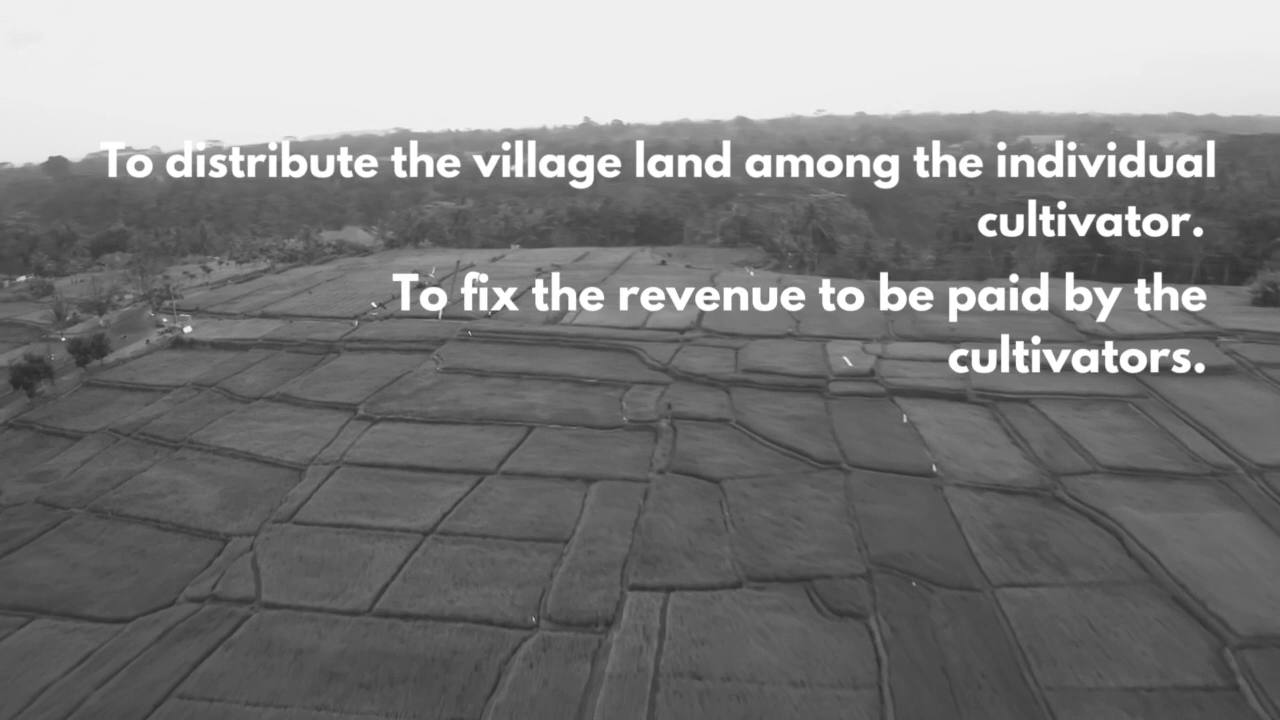 To distribute the village land among the individual
cultivator.
To fix the revenue to be paid by the
cultivators.